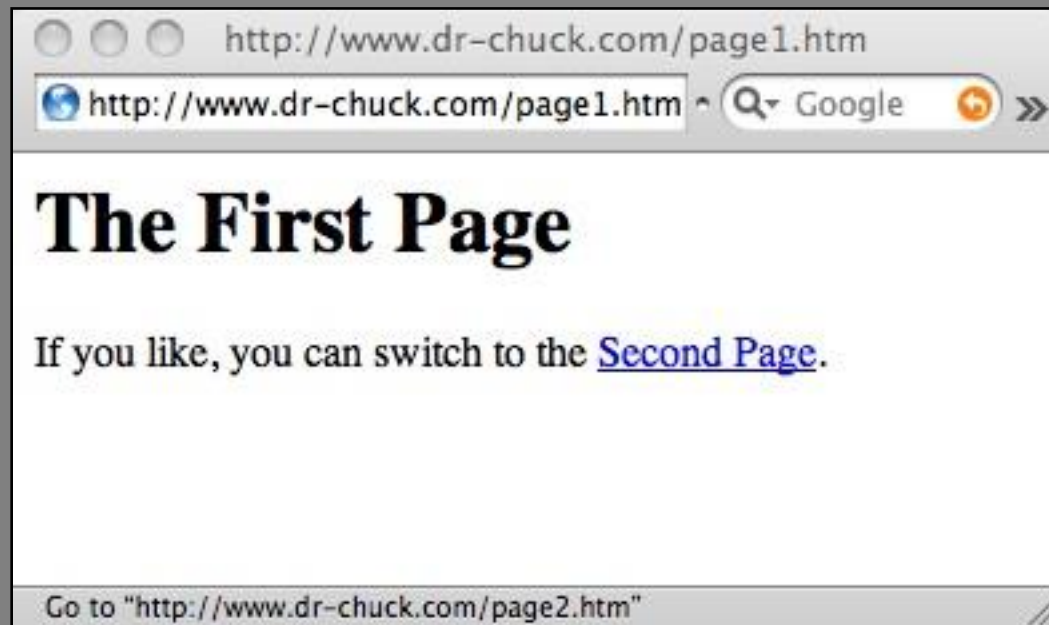 http://www.dr-chuck.com/page1.htm
http://www.dr-chuck.com/page1.htm Google
The First Page
If you like, you can switch to the Second Page.
Go to “http://www.dr-chuck.com/page2.htm”